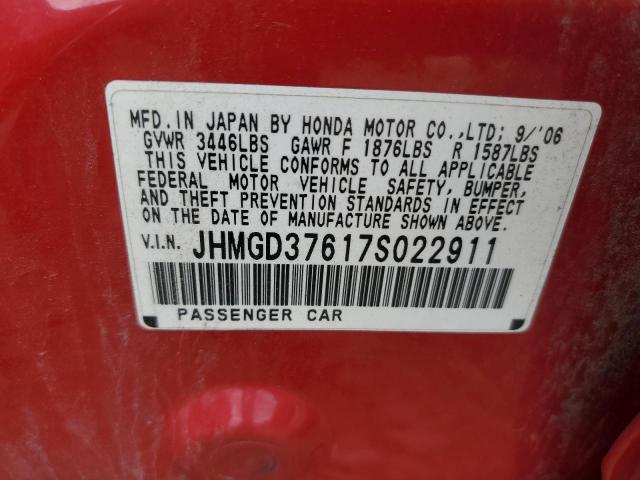 MFD. IN JAPAN BY HONDA MOTOR CO.,LTD; 9/'06
GVWR 3446LBS GAWR F 1876LBS R 1587LBS
THIS VEHICLE CONFORMS TO ALL APPLICABLE
FEDERAL MOTOR VEHICLE SAFETY, BUMPER,
AND THEFT PREVENTION STANDARDS IN EFFECT
ON THE DATE OF MANUFACTURE SHOWN ABOVE.
V.I.N. JHMGD37617S022911
PASSENGER CAR